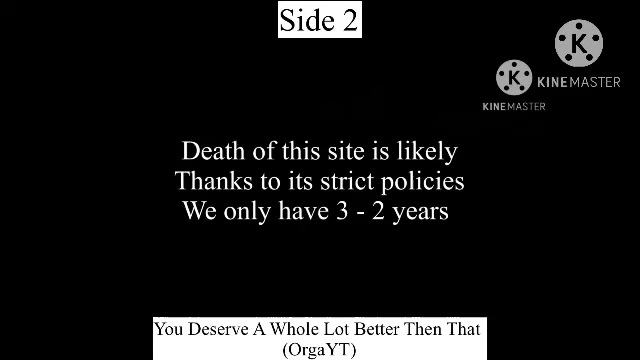 Side 2
KINEMASTER
KINEMASTER
Death of this site is likely
Thanks to its strict policies
We only have 3 - 2 years
You Deserve A Whole Lot Better Then That
(OrgaYT)